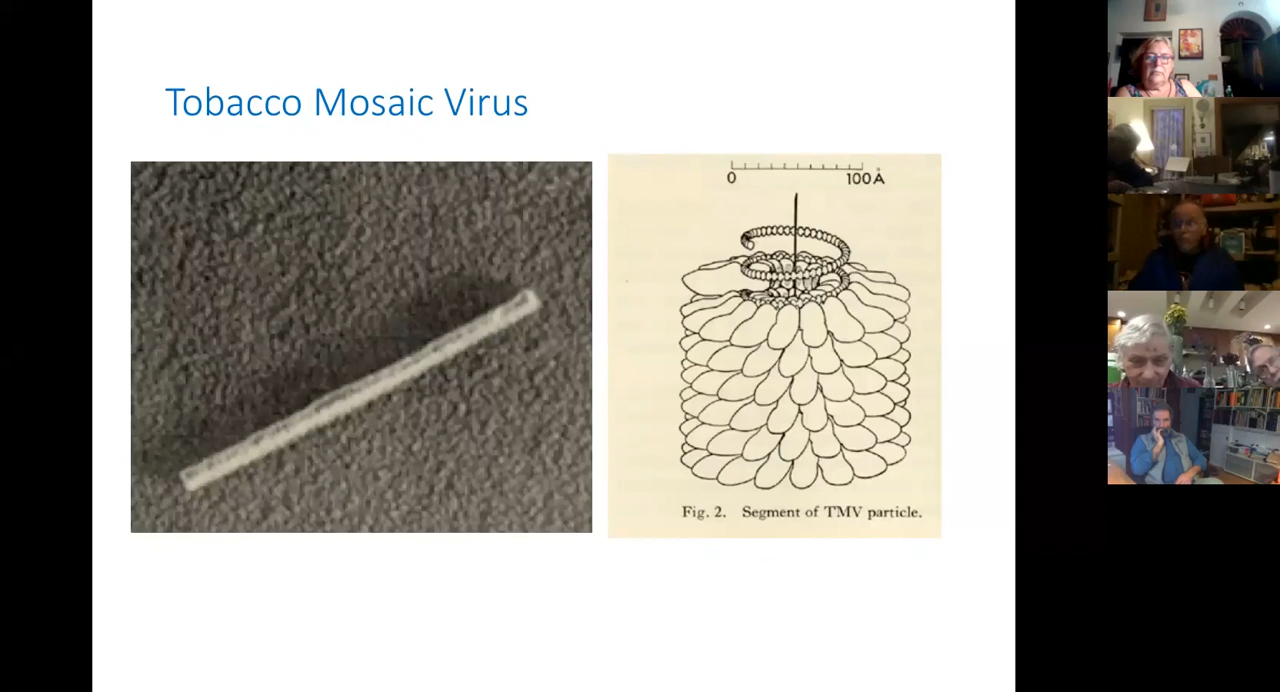 Tobacco Mosaic Virus
0 100 Å
Fig. 2. Segment of TMV particle.